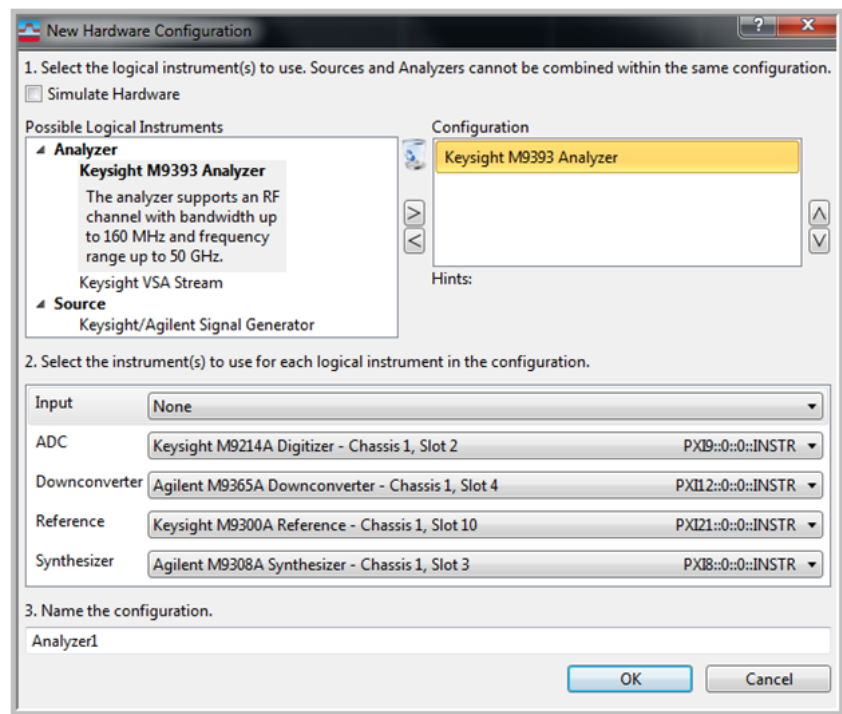 New Hardware Configuration
1. Select the logical instrument(s) to use. Sources and Analyzers cannot be combined within the same configuration.
Simulate Hardware
Possible Logical Instruments
Analyzer
Keysight M9393 Analyzer
The analyzer supports an RF
channel with bandwidth up
to 160 MHz and frequency
range up to 50 GHz.
Keysight VSA Stream
Source
Keysight/Agilent Signal Generator
Configuration
Keysight M9393 Analyzer
Hints:
2. Select the instrument(s) to use for each logical instrument in the configuration.
Input None
ADC Keysight M9214A Digitizer - Chassis 1, Slot 2 PXI9::0::0::INSTR
Downconverter Agilent M9365A Downconverter - Chassis 1, Slot 4 PXI12::0::0::INSTR
Reference Keysight M9300A Reference - Chassis 1, Slot 10 PXI21::0::0::INSTR
Synthesizer Agilent M9308A Synthesizer - Chassis 1, Slot 3 PXI8::0::0::INSTR
3. Name the configuration.
Analyzer1
OK Cancel